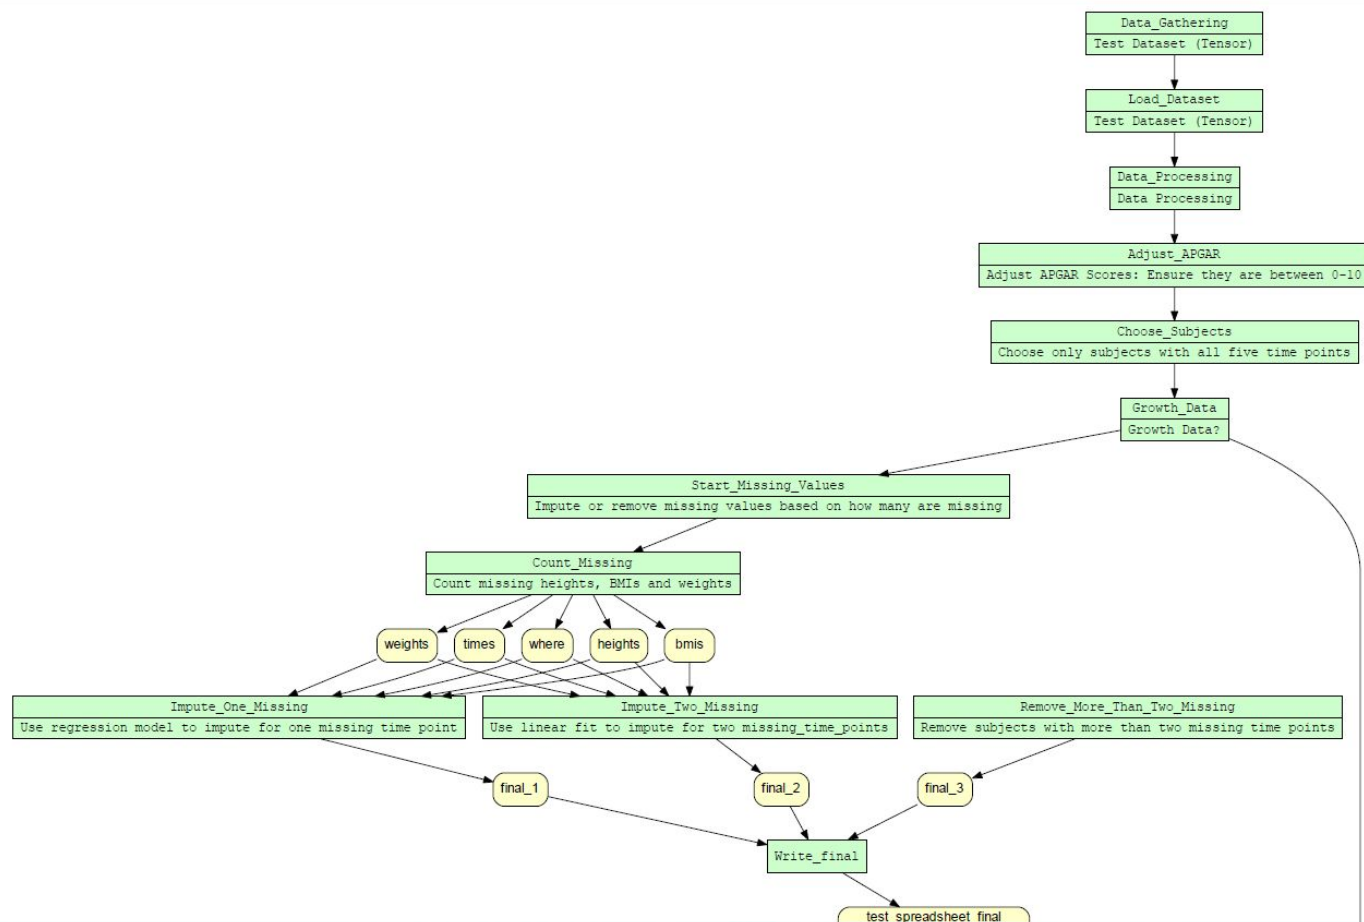 Data_Gathering
Test Dataset (Tensor)
Load_Dataset
Test Dataset (Tensor)
Data_Processing
Data Processing
Adjust_APGAR
Adjust APGAR Scores: Ensure they are between 0-10
Choose_Subjects
Choose only subjects with all five time points
Growth_Data
Growth Data?
Start_Missing_Values
Impute or remove missing values based on how many are missing
Count_Missing
Count missing heights, BMIs and weights
weights
times
where
heights
bmis
Impute_One_Missing
Use regression model to impute for one missing time point
Impute_Two_Missing
Use linear fit to impute for two missing_time_points
Remove_More_Than_Two_Missing
Remove subjects with more than two missing time points
final_1
final_2
final_3
Write_final
test_spreadsheet_final